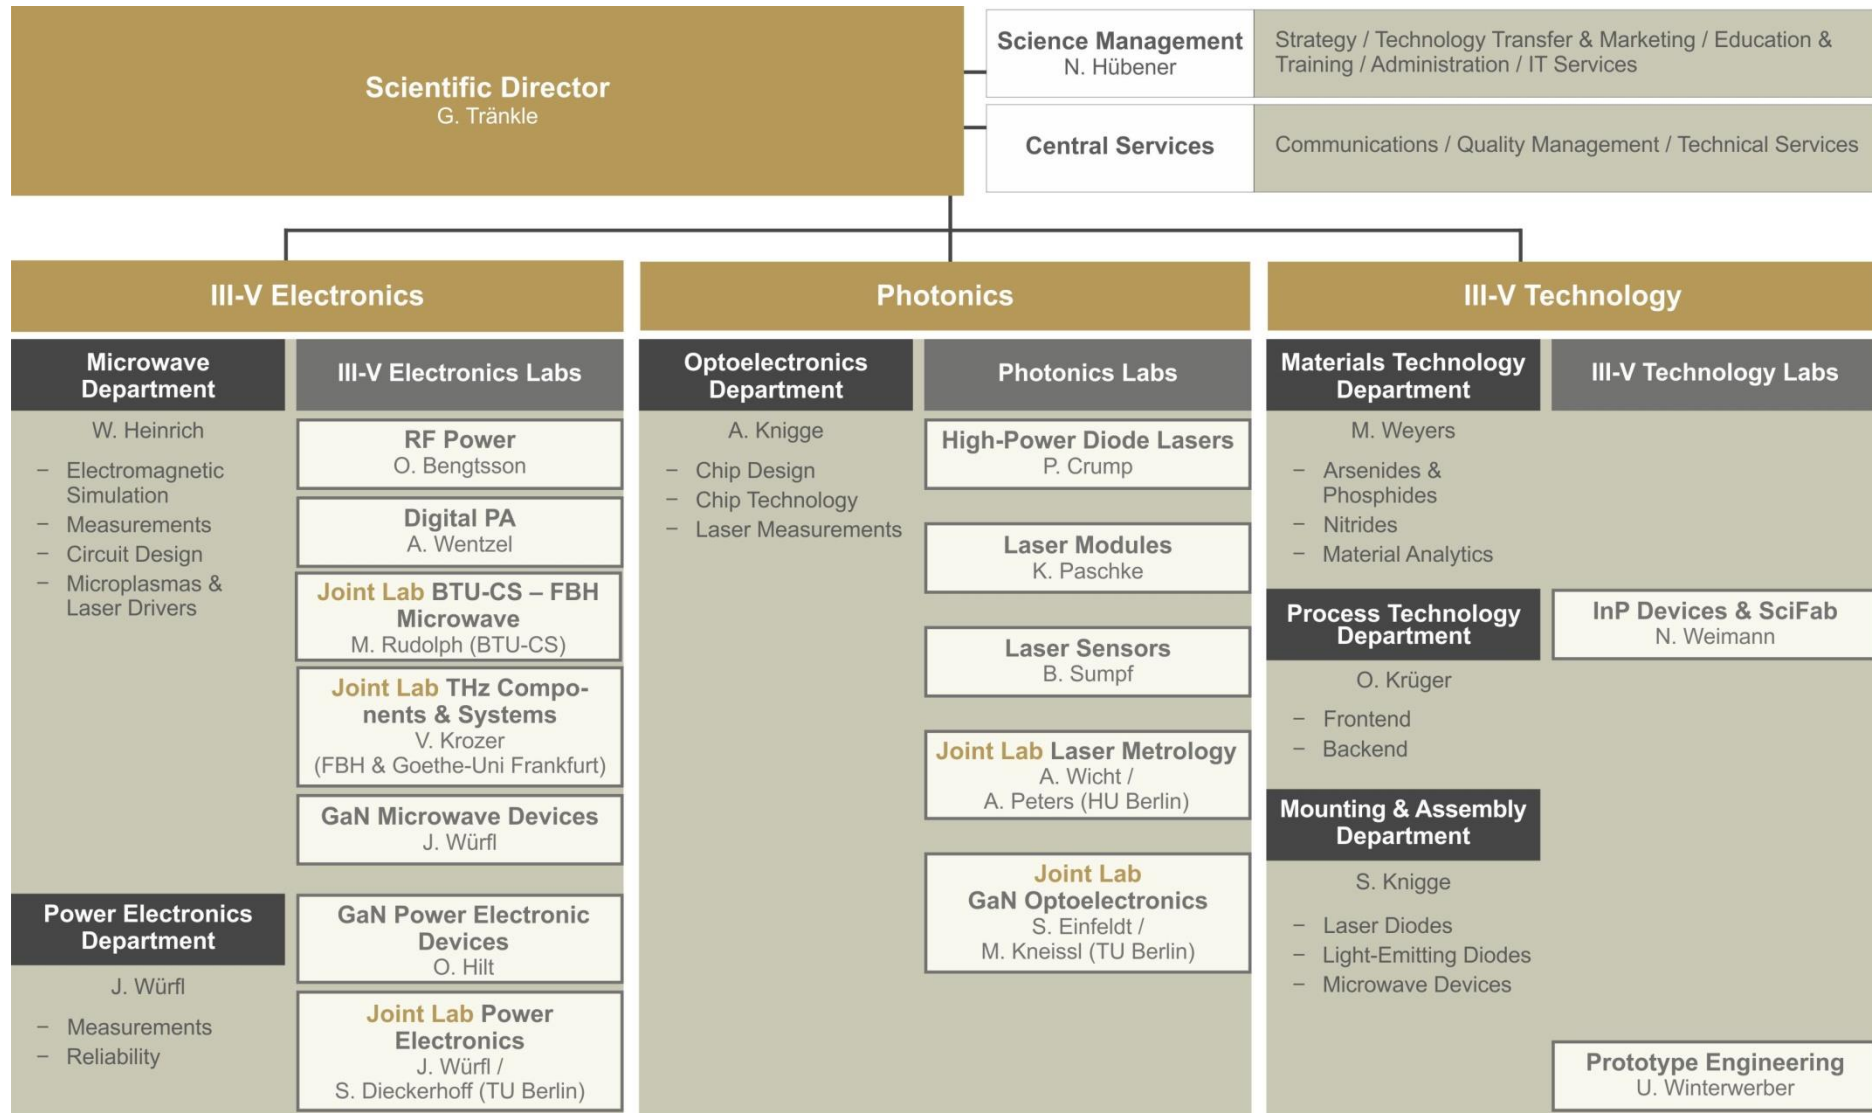 Scientific Director
G. Tränkle
Science Management
N. Hübener
Strategy / Technology Transfer & Marketing / Education &
Training / Administration / IT Services
Central Services
Communications / Quality Management / Technical Services
III-V Electronics
Microwave
Department
W. Heinrich
– Electromagnetic
Simulation
– Measurements
– Circuit Design
– Microplasmas &
Laser Drivers
Power Electronics
Department
J. Würfl
– Measurements
– Reliability
III-V Electronics Labs
RF Power
O. Bengtsson
Digital PA
A. Wentzel
Joint Lab BTU-CS – FBH
Microwave
M. Rudolph (BTU-CS)
Joint Lab THz Compo-
nents & Systems
V. Krozer
(FBH & Goethe-Uni Frankfurt)
GaN Microwave Devices
J. Würfl
GaN Power Electronic
Devices
O. Hilt
Joint Lab Power
Electronics
J. Würfl /
S. Dieckerhoff (TU Berlin)
Photonics
Optoelectronics
Department
A. Knigge
– Chip Design
– Chip Technology
– Laser Measurements
Photonics Labs
High-Power Diode Lasers
P. Crump
Laser Modules
K. Paschke
Laser Sensors
B. Sumpf
Joint Lab Laser Metrology
A. Wicht /
A. Peters (HU Berlin)
Joint Lab
GaN Optoelectronics
S. Einfeldt /
M. Kneissl (TU Berlin)
III-V Technology
Materials Technology
Department
M. Weyers
– Arsenides &
Phosphides
– Nitrides
– Material Analytics
Process Technology
Department
O. Krüger
– Frontend
– Backend
Mounting & Assembly
Department
S. Knigge
– Laser Diodes
– Light-Emitting Diodes
– Microwave Devices
III-V Technology Labs
InP Devices & SciFab
N. Weimann
Prototype Engineering
U. Winterwerber